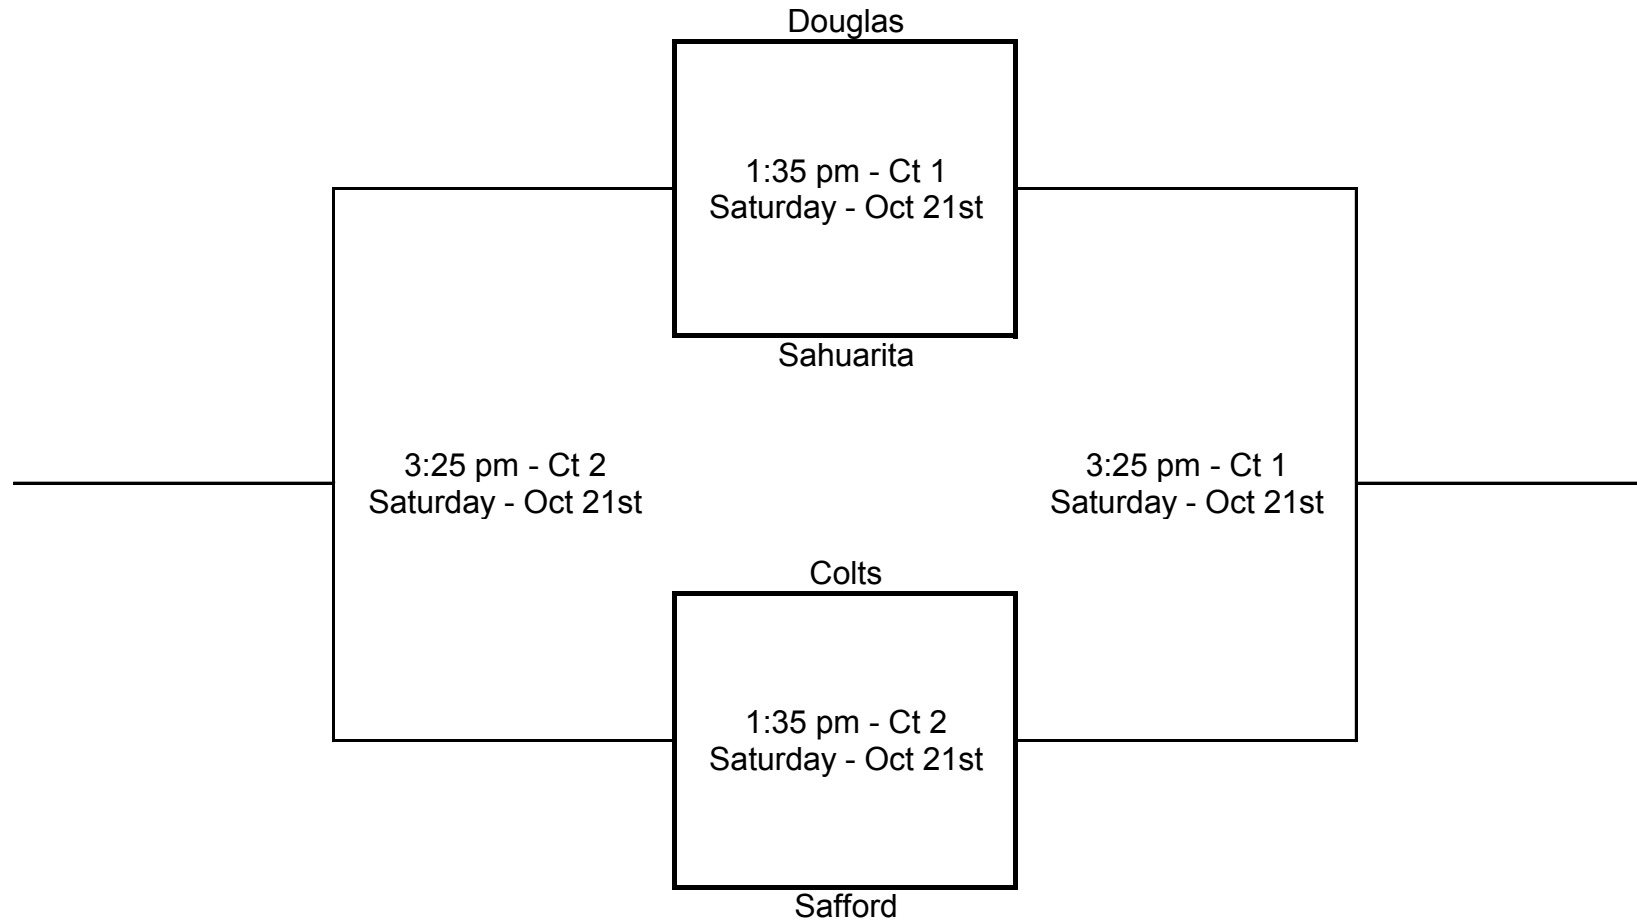 Douglas
1:35 pm - Ct 1
Saturday - Oct 21st
Sahuarita
3:25 pm - Ct 2
Saturday - Oct 21st
3:25 pm - Ct 1
Saturday - Oct 21st
Colts
1:35 pm - Ct 2
Saturday - Oct 21st
Safford